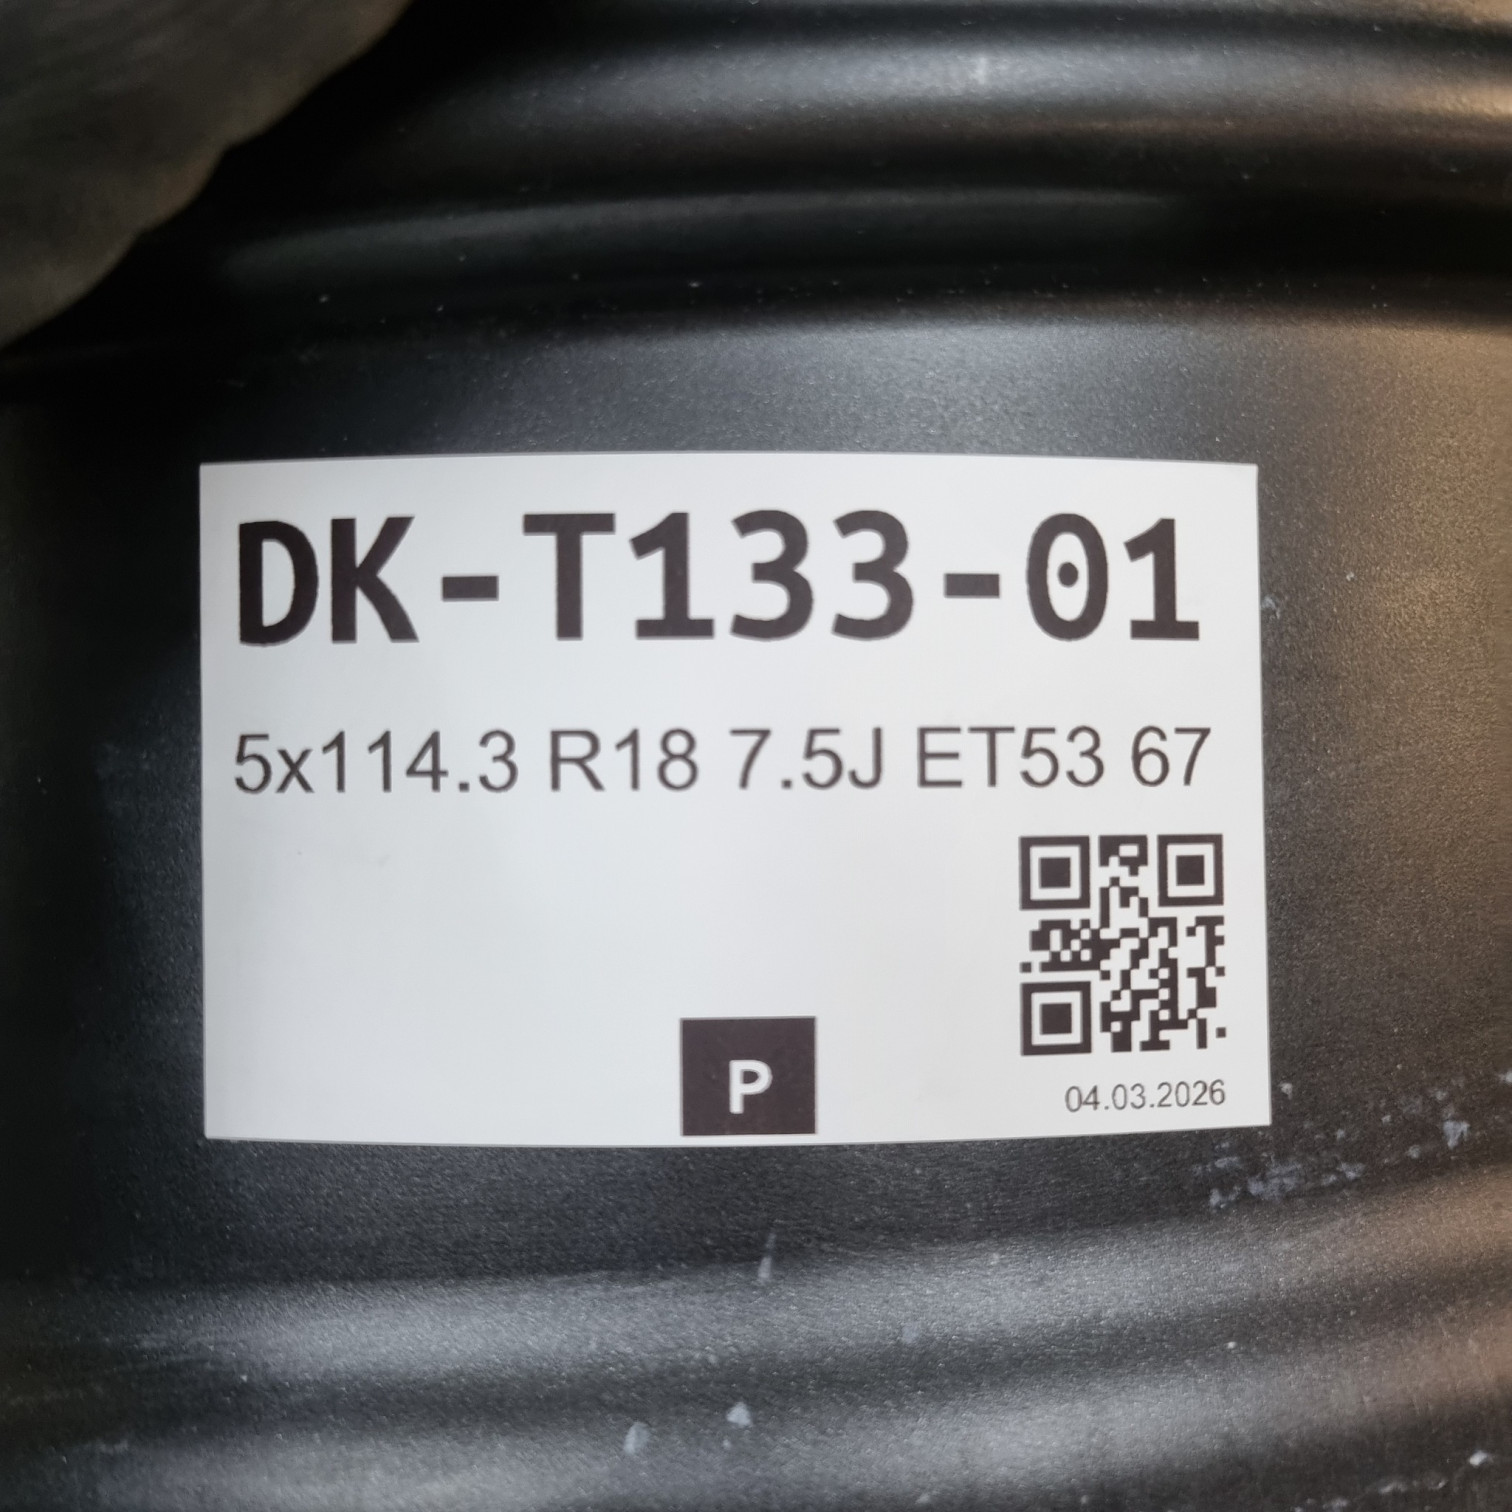 DK-T133-01
5x114.3 R18 7.5J ET53 67
P
04.03.2026